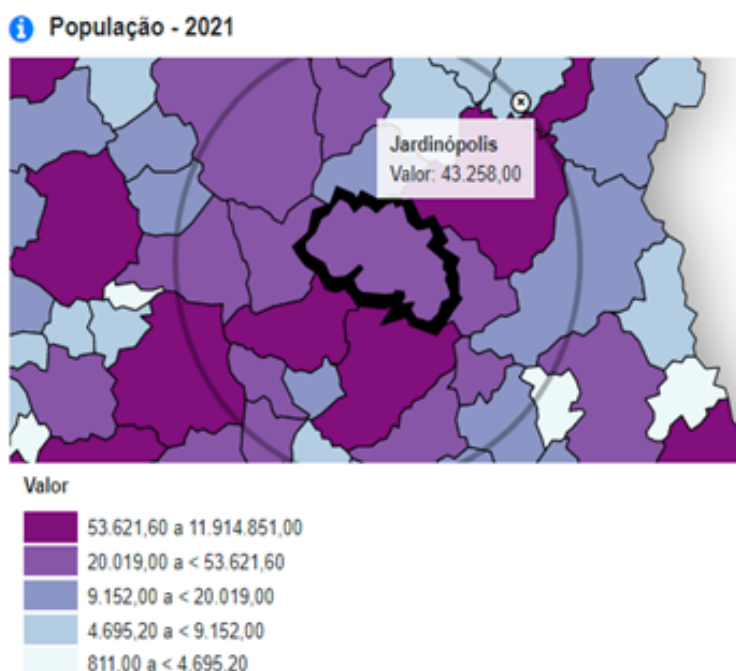 População - 2021
Jardinópolis
Valor: 43.258,00
Valor
53.621,60 a 11.914.851,00
20.019,00 a < 53.621,60
9.152,00 a < 20.019,00
4.695,20 a < 9.152,00
811,00 a < 4.695,20